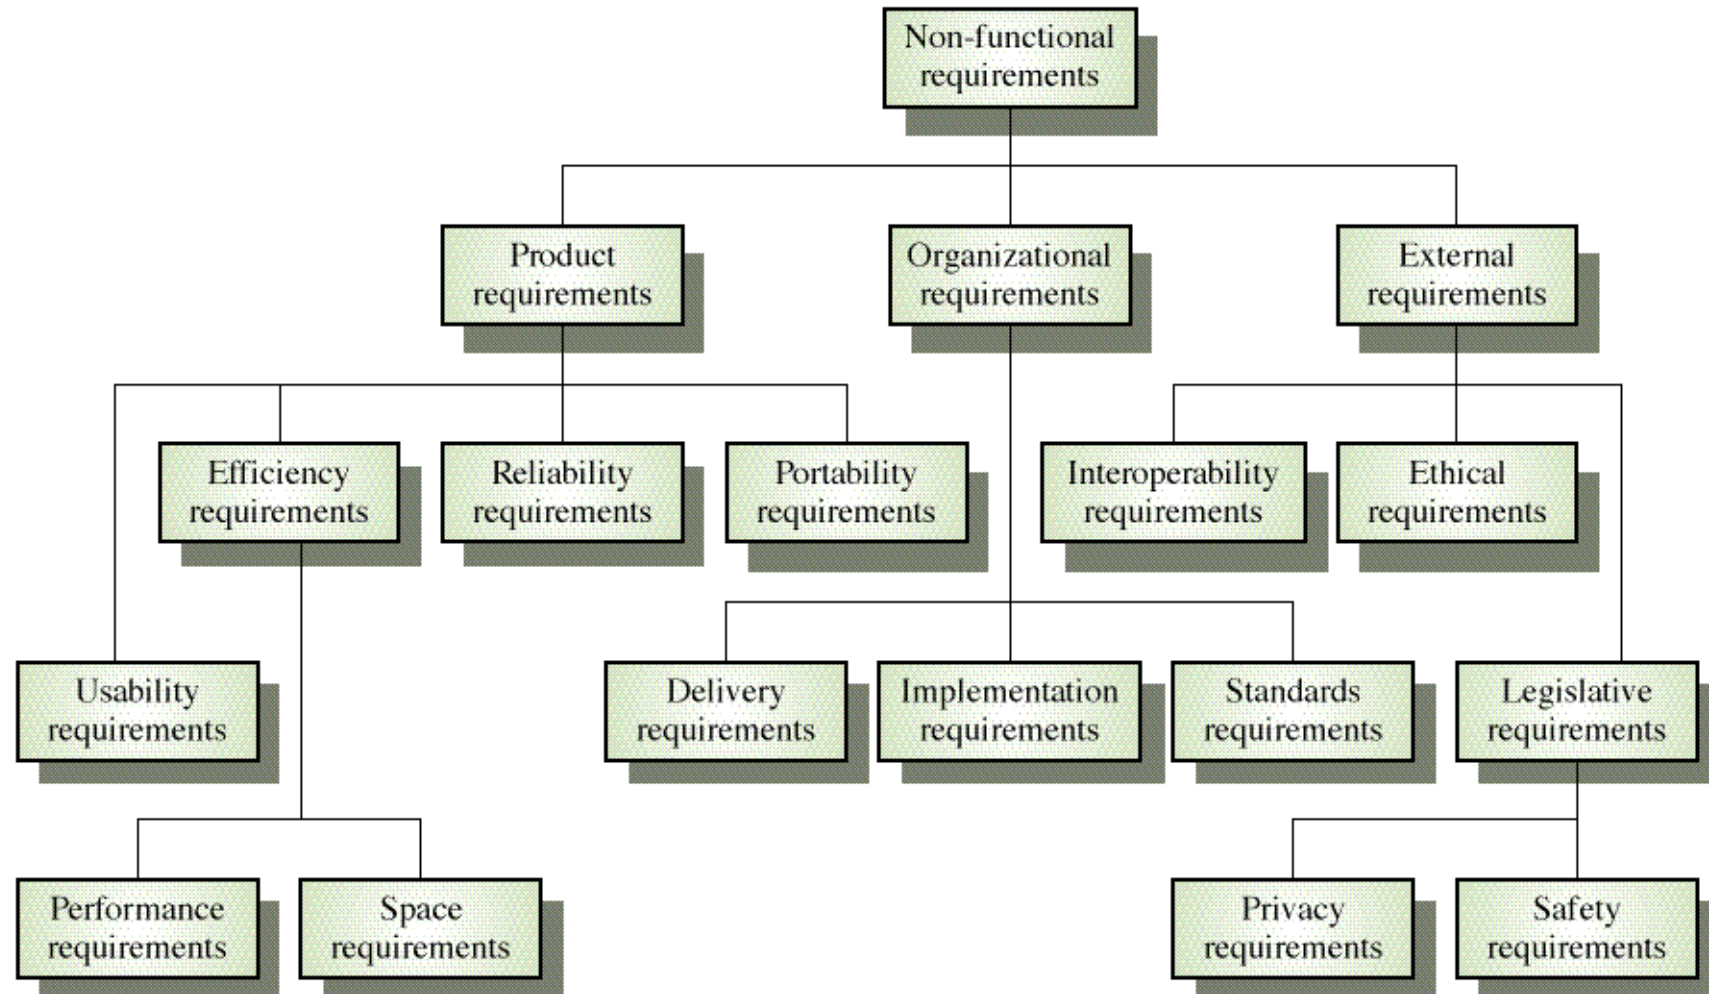 Non-functional
requirements
Product
requirements
Organizational
requirements
External
requirements
Efficiency
requirements
Reliability
requirements
Portability
requirements
Interoperability
requirements
Ethical
requirements
Usability
requirements
Delivery
requirements
Implementation
requirements
Standards
requirements
Legislative
requirements
Performance
requirements
Space
requirements
Privacy
requirements
Safety
requirements